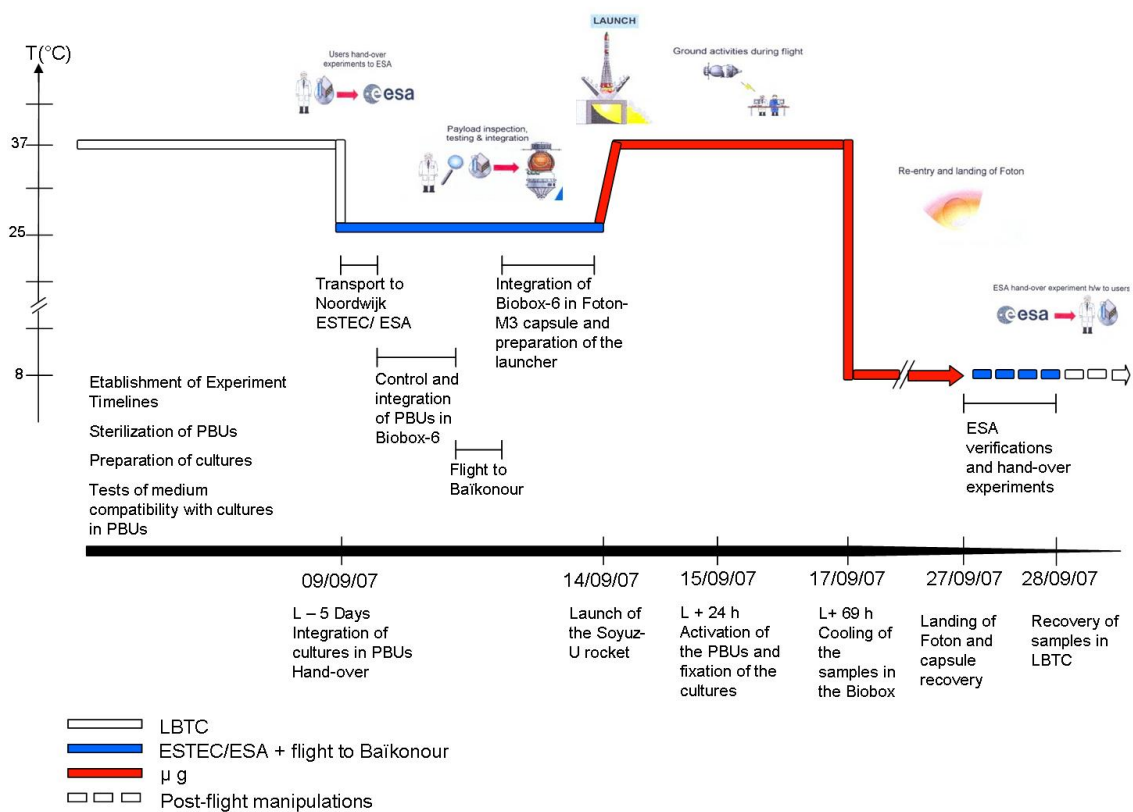 LAUNCH
T(°C)
Users hand-over
experiments to ESA
esa
Ground activities during flight
Payload inspection,
testing & integration
37
Re-entry and landing of Foton
25
Transport to
Noordwijk
ESTEC/ ESA
Integration of
Biobox-6 in Foton-
M3 capsule and
preparation of the
launcher
ESA hand-over experiment h/w to users
esa
8
Etablishment of Experiment
Timelines
Sterilization of PBUs
Preparation of cultures
Tests of medium
compatibility with cultures
in PBUs
Control and
integration
of PBUs in
Biobox-6
Flight to
Baïkonour
ESA
verifications
and hand-over
experiments
09/09/07
14/09/07
15/09/07
17/09/07
27/09/07
28/09/07
L – 5 Days
Integration of
cultures in PBUs
Hand-over
Launch of
the Soyuz-
U rocket
L + 24 h
Activation of
the PBUs and
fixation of the
cultures
L+ 69 h
Cooling of
the
samples in
the Biobox
Landing of
Foton and
capsule
recovery
Recovery of
samples in
LBTC
LBTC
ESTEC/ESA + flight to Baïkonour
µ g
Post-flight manipulations